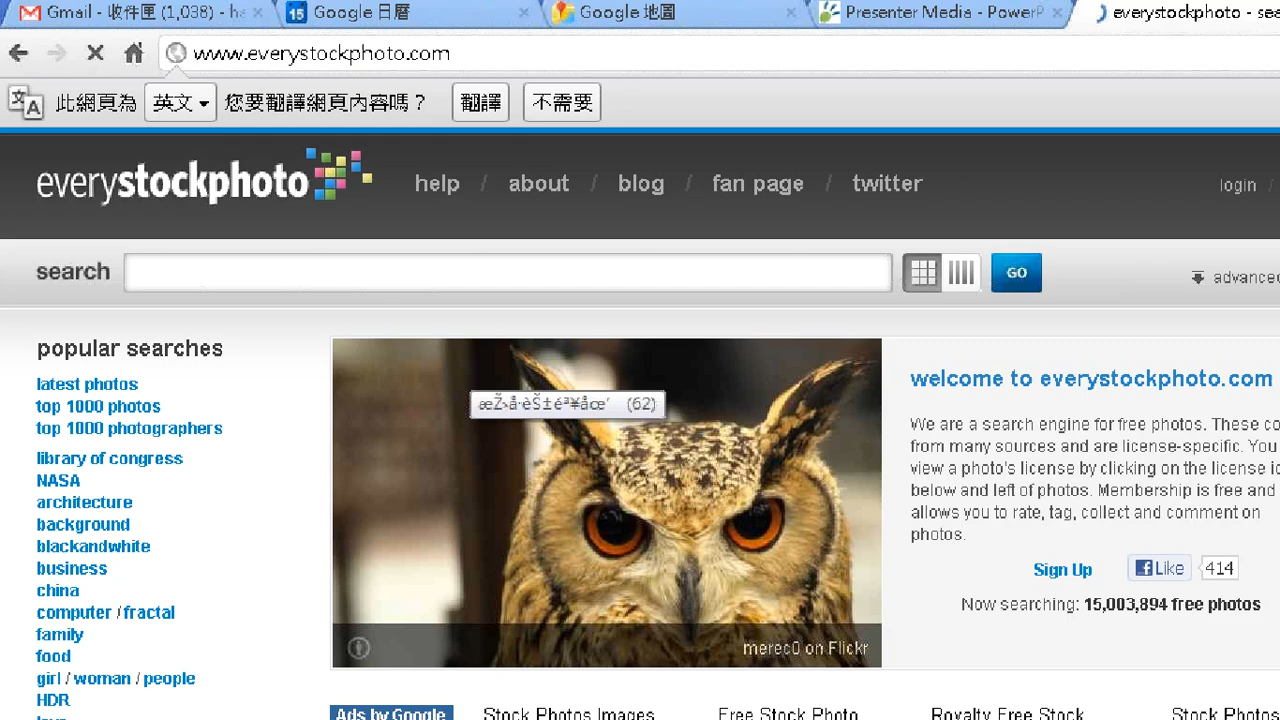 Gmail - 收件匣 (1,038) - ha
15 Google 日曆
Google 地圖
Presenter Media - PowerP
everystockphoto - sea
www.everystockphoto.com
此網頁為 英文 您要翻譯網頁內容嗎？ 翻譯 不需要
everystockphoto
help / about / blog / fan page / twitter
login /
search
GO
advanced
popular searches
latest photos
top 1000 photos
top 1000 photographers
library of congress
NASA
architecture
background
blackandwhite
business
china
computer / fractal
family
food
girl / woman / people
HDR
(62)
merec0 on Flickr
welcome to everystockphoto.com
We are a search engine for free photos. These co
from many sources and are license-specific. You
view a photo's license by clicking on the license ic
below and left of photos. Membership is free and
allows you to rate, tag, collect and comment on
photos.
Sign Up
Like 414
Now searching: 15,003,894 free photos
Ads by Google
Stock Photos Images
Free Stock Photo
Royalty Free Stock
Stock Photos